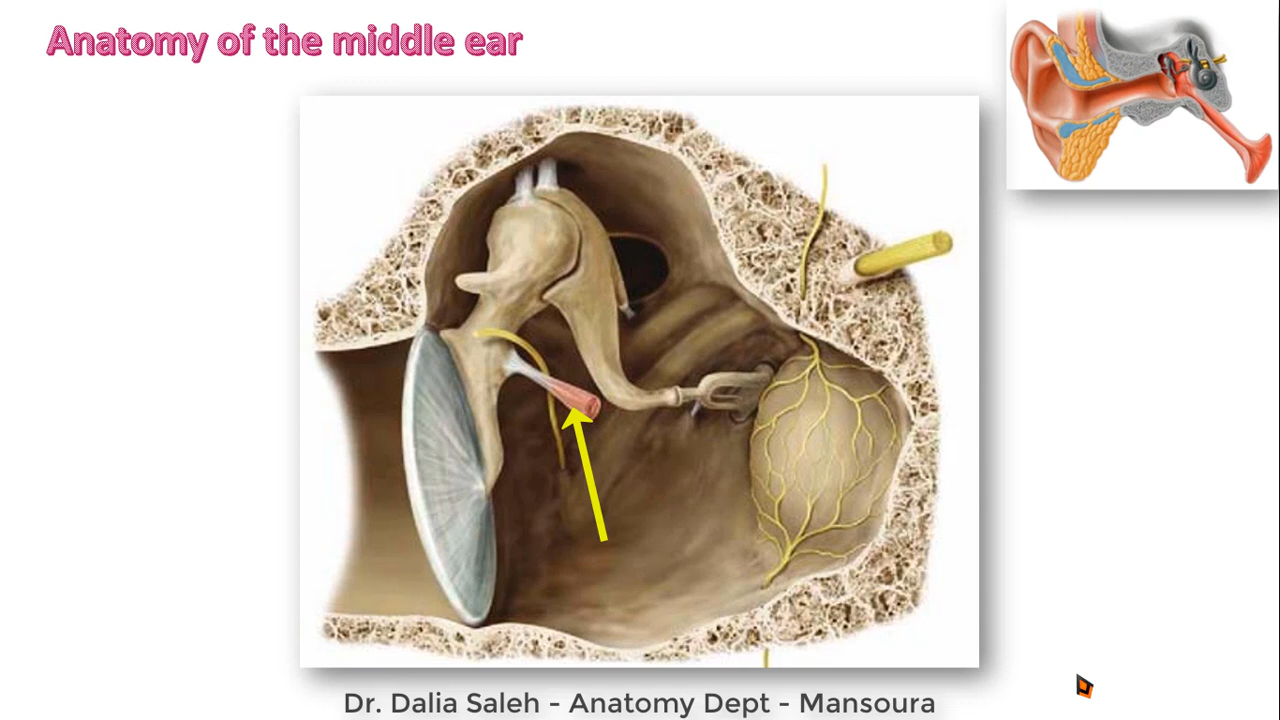 Anatomy of the middle ear
Dr. Dalia Saleh - Anatomy Dept - Mansoura